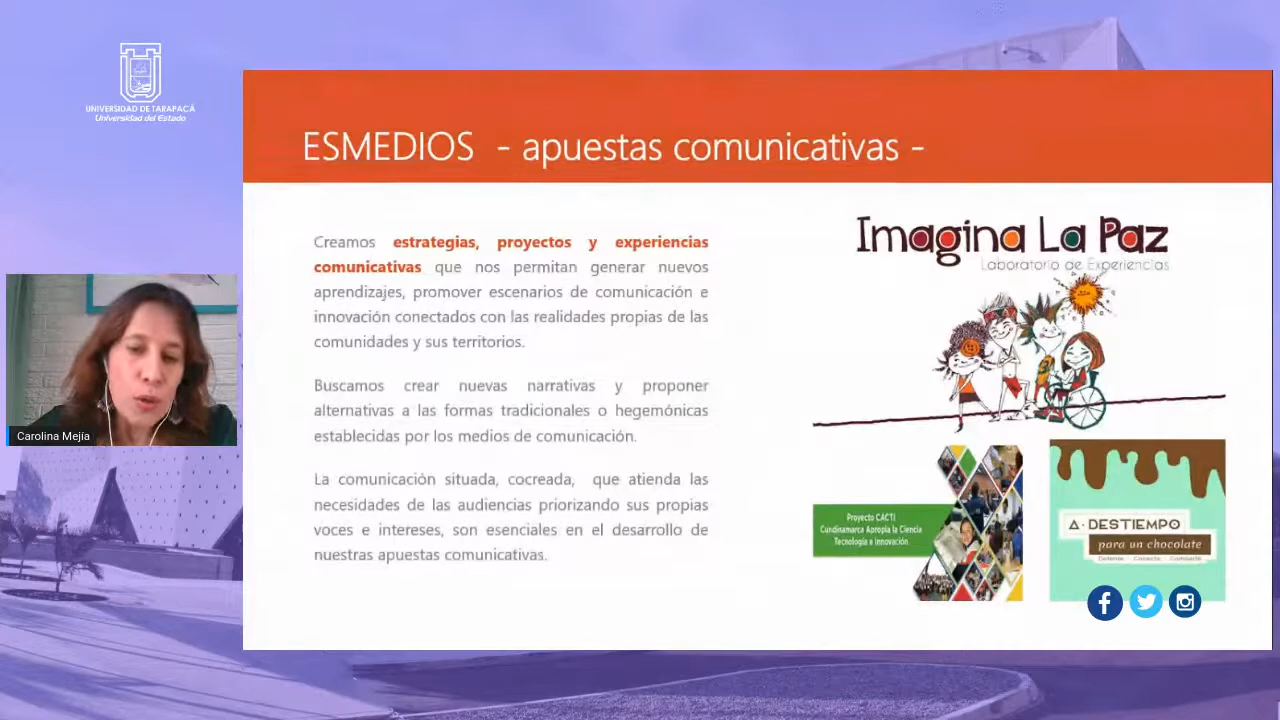 UNIVERSIDAD DE TARAPACÁ
Universidad del Estado
ESMEDIOS - apuestas comunicativas -
Creamos estrategias, proyectos y experiencias
comunicativas que nos permitan generar nuevos
aprendizajes, promover escenarios de comunicación e
innovación conectados con las realidades propias de las
comunidades y sus territorios.
Buscamos crear nuevas narrativas y proponer
alternativas a las formas tradicionales o hegemónicas
establecidas por los medios de comunicación.
La comunicación situada, cocreada, que atienda las
necesidades de las audiencias priorizando sus propias
voces e intereses, son esenciales en el desarrollo de
nuestras apuestas comunicativas.
Imagina La Paz
Laboratorio de Experiencias
Proyecto CACTI
Cundinamarca Apropia la Ciencia
Tecnología e Innovación
A·DESTIEMPO
para un chocolate
Carolina Mejía